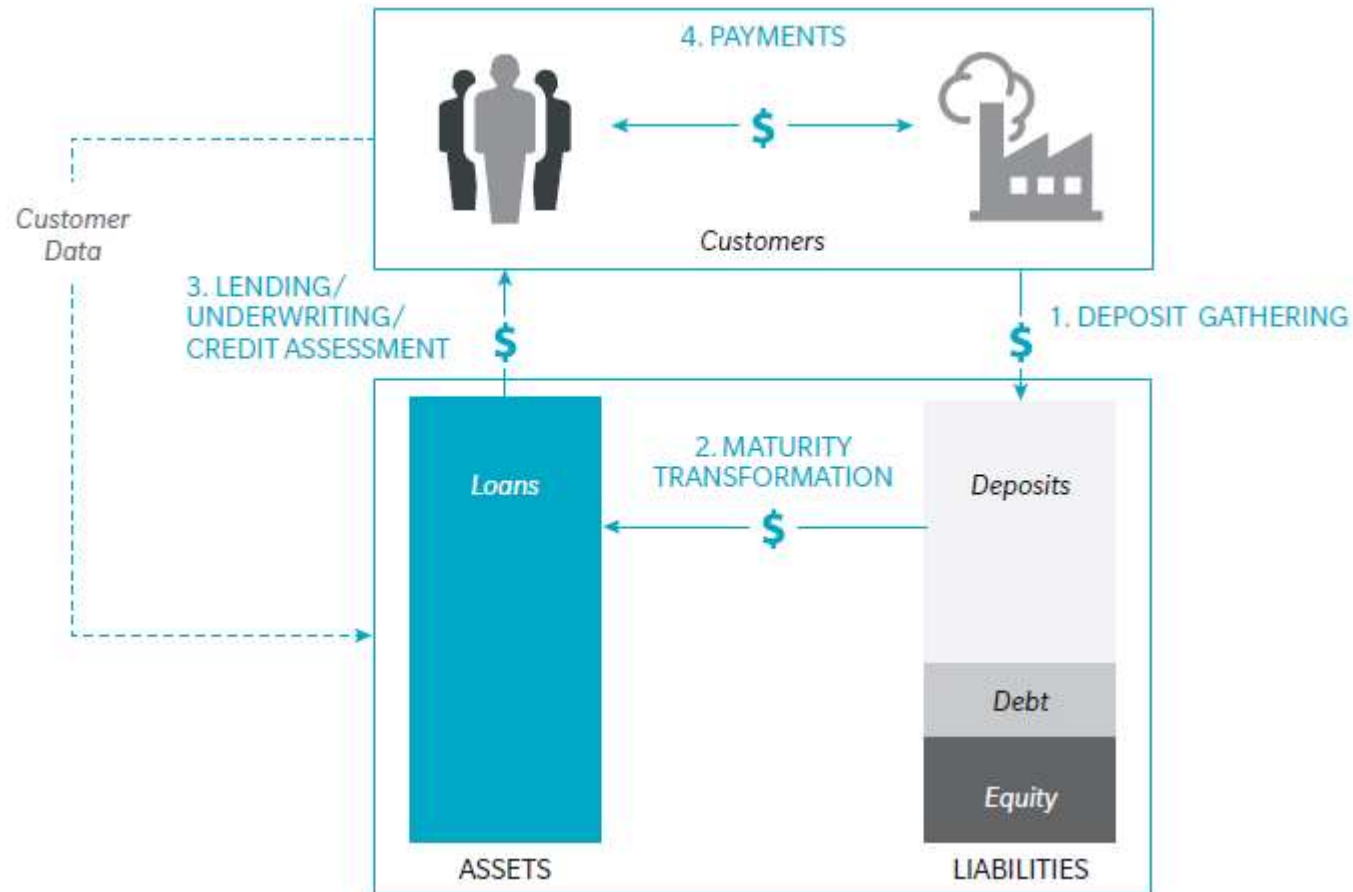 4. PAYMENTS
$
Customers
Customer
Data
3. LENDING/
UNDERWRITING/
CREDIT ASSESSMENT
$
$
1. DEPOSIT GATHERING
Loans
2. MATURITY
TRANSFORMATION
$
Deposits
Debt
Equity
ASSETS
LIABILITIES